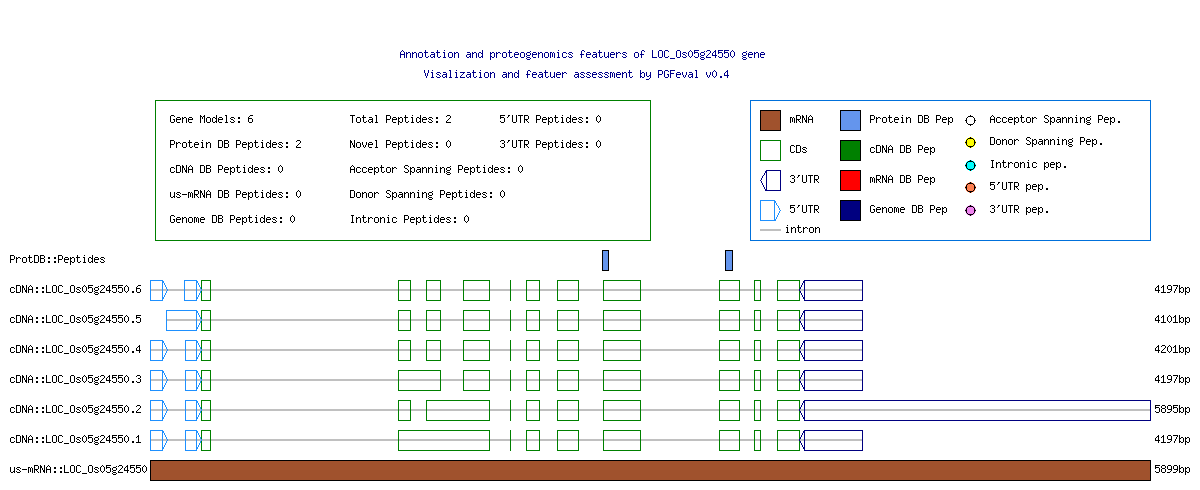 Annotation and proteogenomics featuers of LOC_Os05g24550 gene
Visalization and featuer assessment by PGFeval v0.4
Gene Models: 6 Total Peptides: 2 5'UTR Peptides: 0
Protein DB Peptides: 2 Novel Peptides: 0 3'UTR Peptides: 0
cDNA DB Peptides: 0 Acceptor Spanning Peptides: 0
us-mRNA DB Peptides: 0 Donor Spanning Peptides: 0
Genome DB Peptides: 0 Intronic Peptides: 0
mRNA Protein DB Pep Acceptor Spanning Pep.
CDs cDNA DB Pep Donor Spanning Pep.
3'UTR mRNA DB Pep Intronic pep.
5'UTR Genome DB Pep 5'UTR pep.
intron 3'UTR pep.
ProtDB::Peptides
cDNA::LOC_Os05g24550.6 4197bp
cDNA::LOC_Os05g24550.5 4101bp
cDNA::LOC_Os05g24550.4 4201bp
cDNA::LOC_Os05g24550.3 4197bp
cDNA::LOC_Os05g24550.2 5895bp
cDNA::LOC_Os05g24550.1 4197bp
us-mRNA::LOC_Os05g24550 5899bp